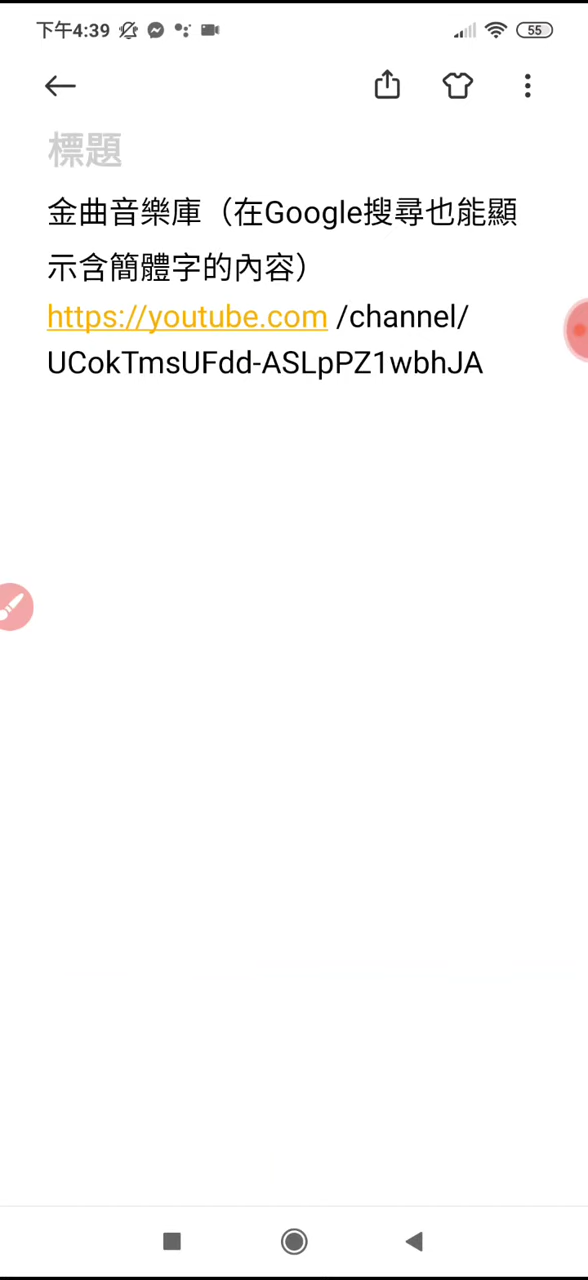 下午4:39
55
標題
金曲音樂庫（在Google搜尋也能顯
示含簡體字的內容）
https://youtube.com /channel/
UCokTmsUFdd-ASLpPZ1wbhJA